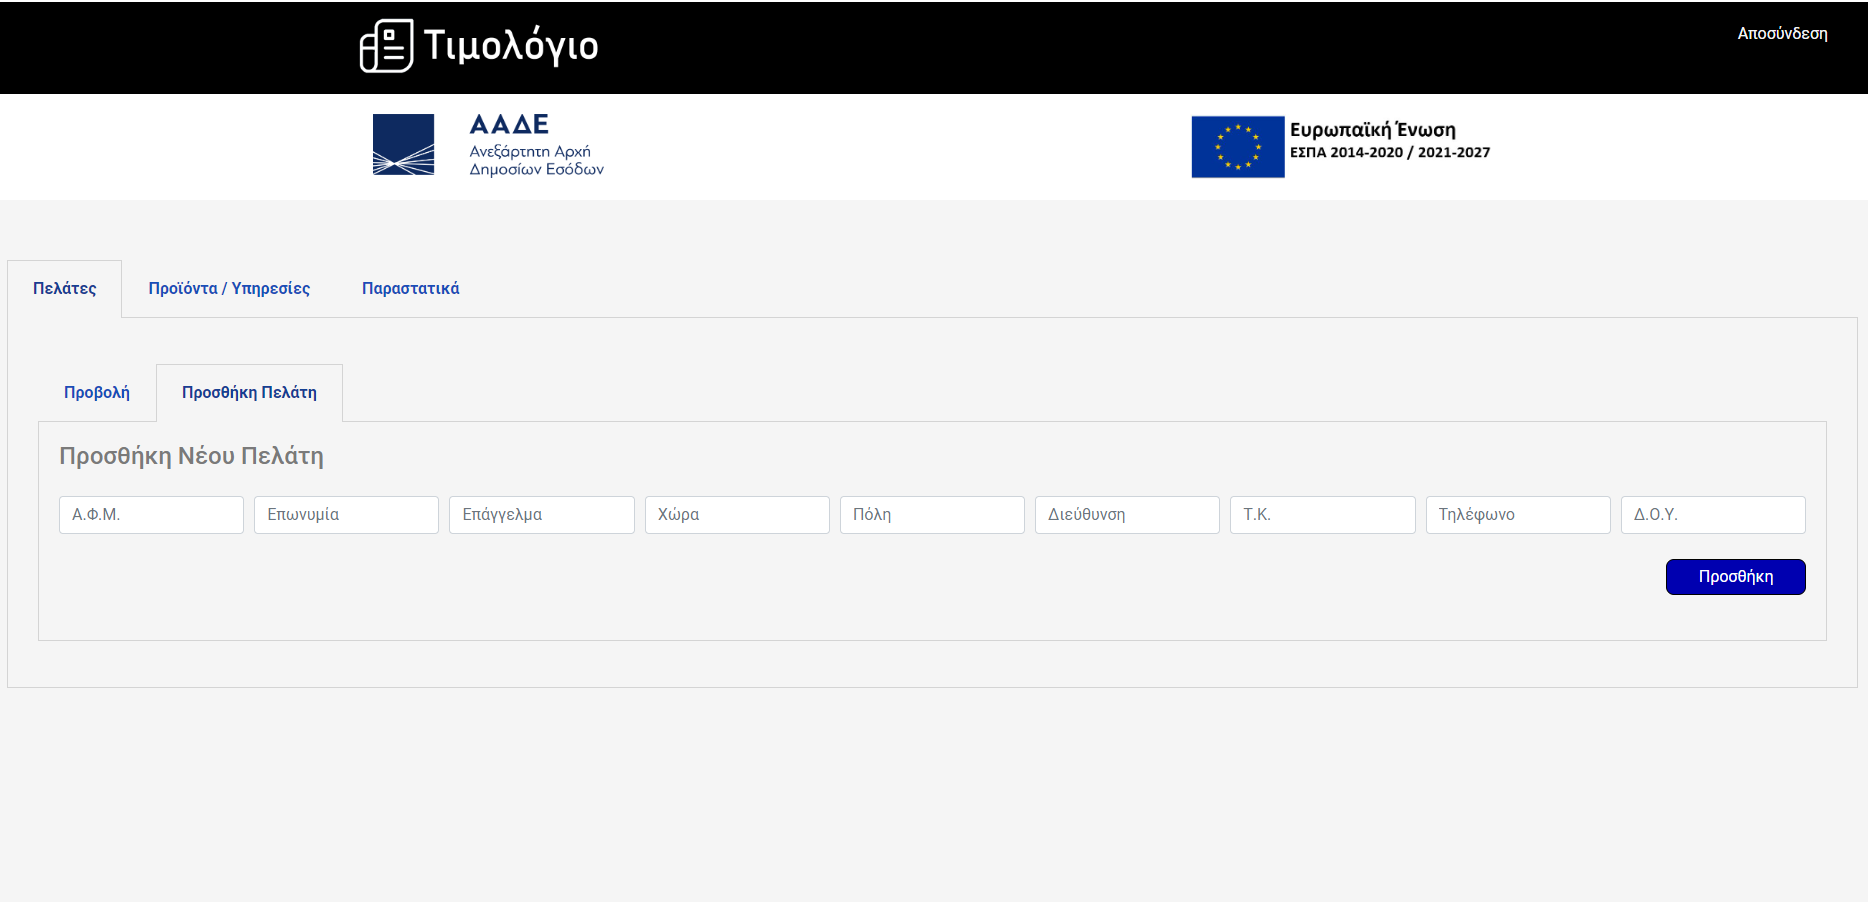 Τιμολόγιο
Αποσύνδεση
ΑΑΔΕ
Ανεξάρτητη Αρχή
Δημοσίων Εσόδων
Ευρωπαϊκή Ένωση
ΕΣΠΑ 2014-2020 / 2021-2027
Πελάτες Προϊόντα / Υπηρεσίες Παραστατικά
Προβολή Προσθήκη Πελάτη
Προσθήκη Νέου Πελάτη
Α.Φ.Μ. Επωνυμία Επάγγελμα Χώρα Πόλη Διεύθυνση Τ.Κ. Τηλέφωνο Δ.Ο.Υ.
Προσθήκη